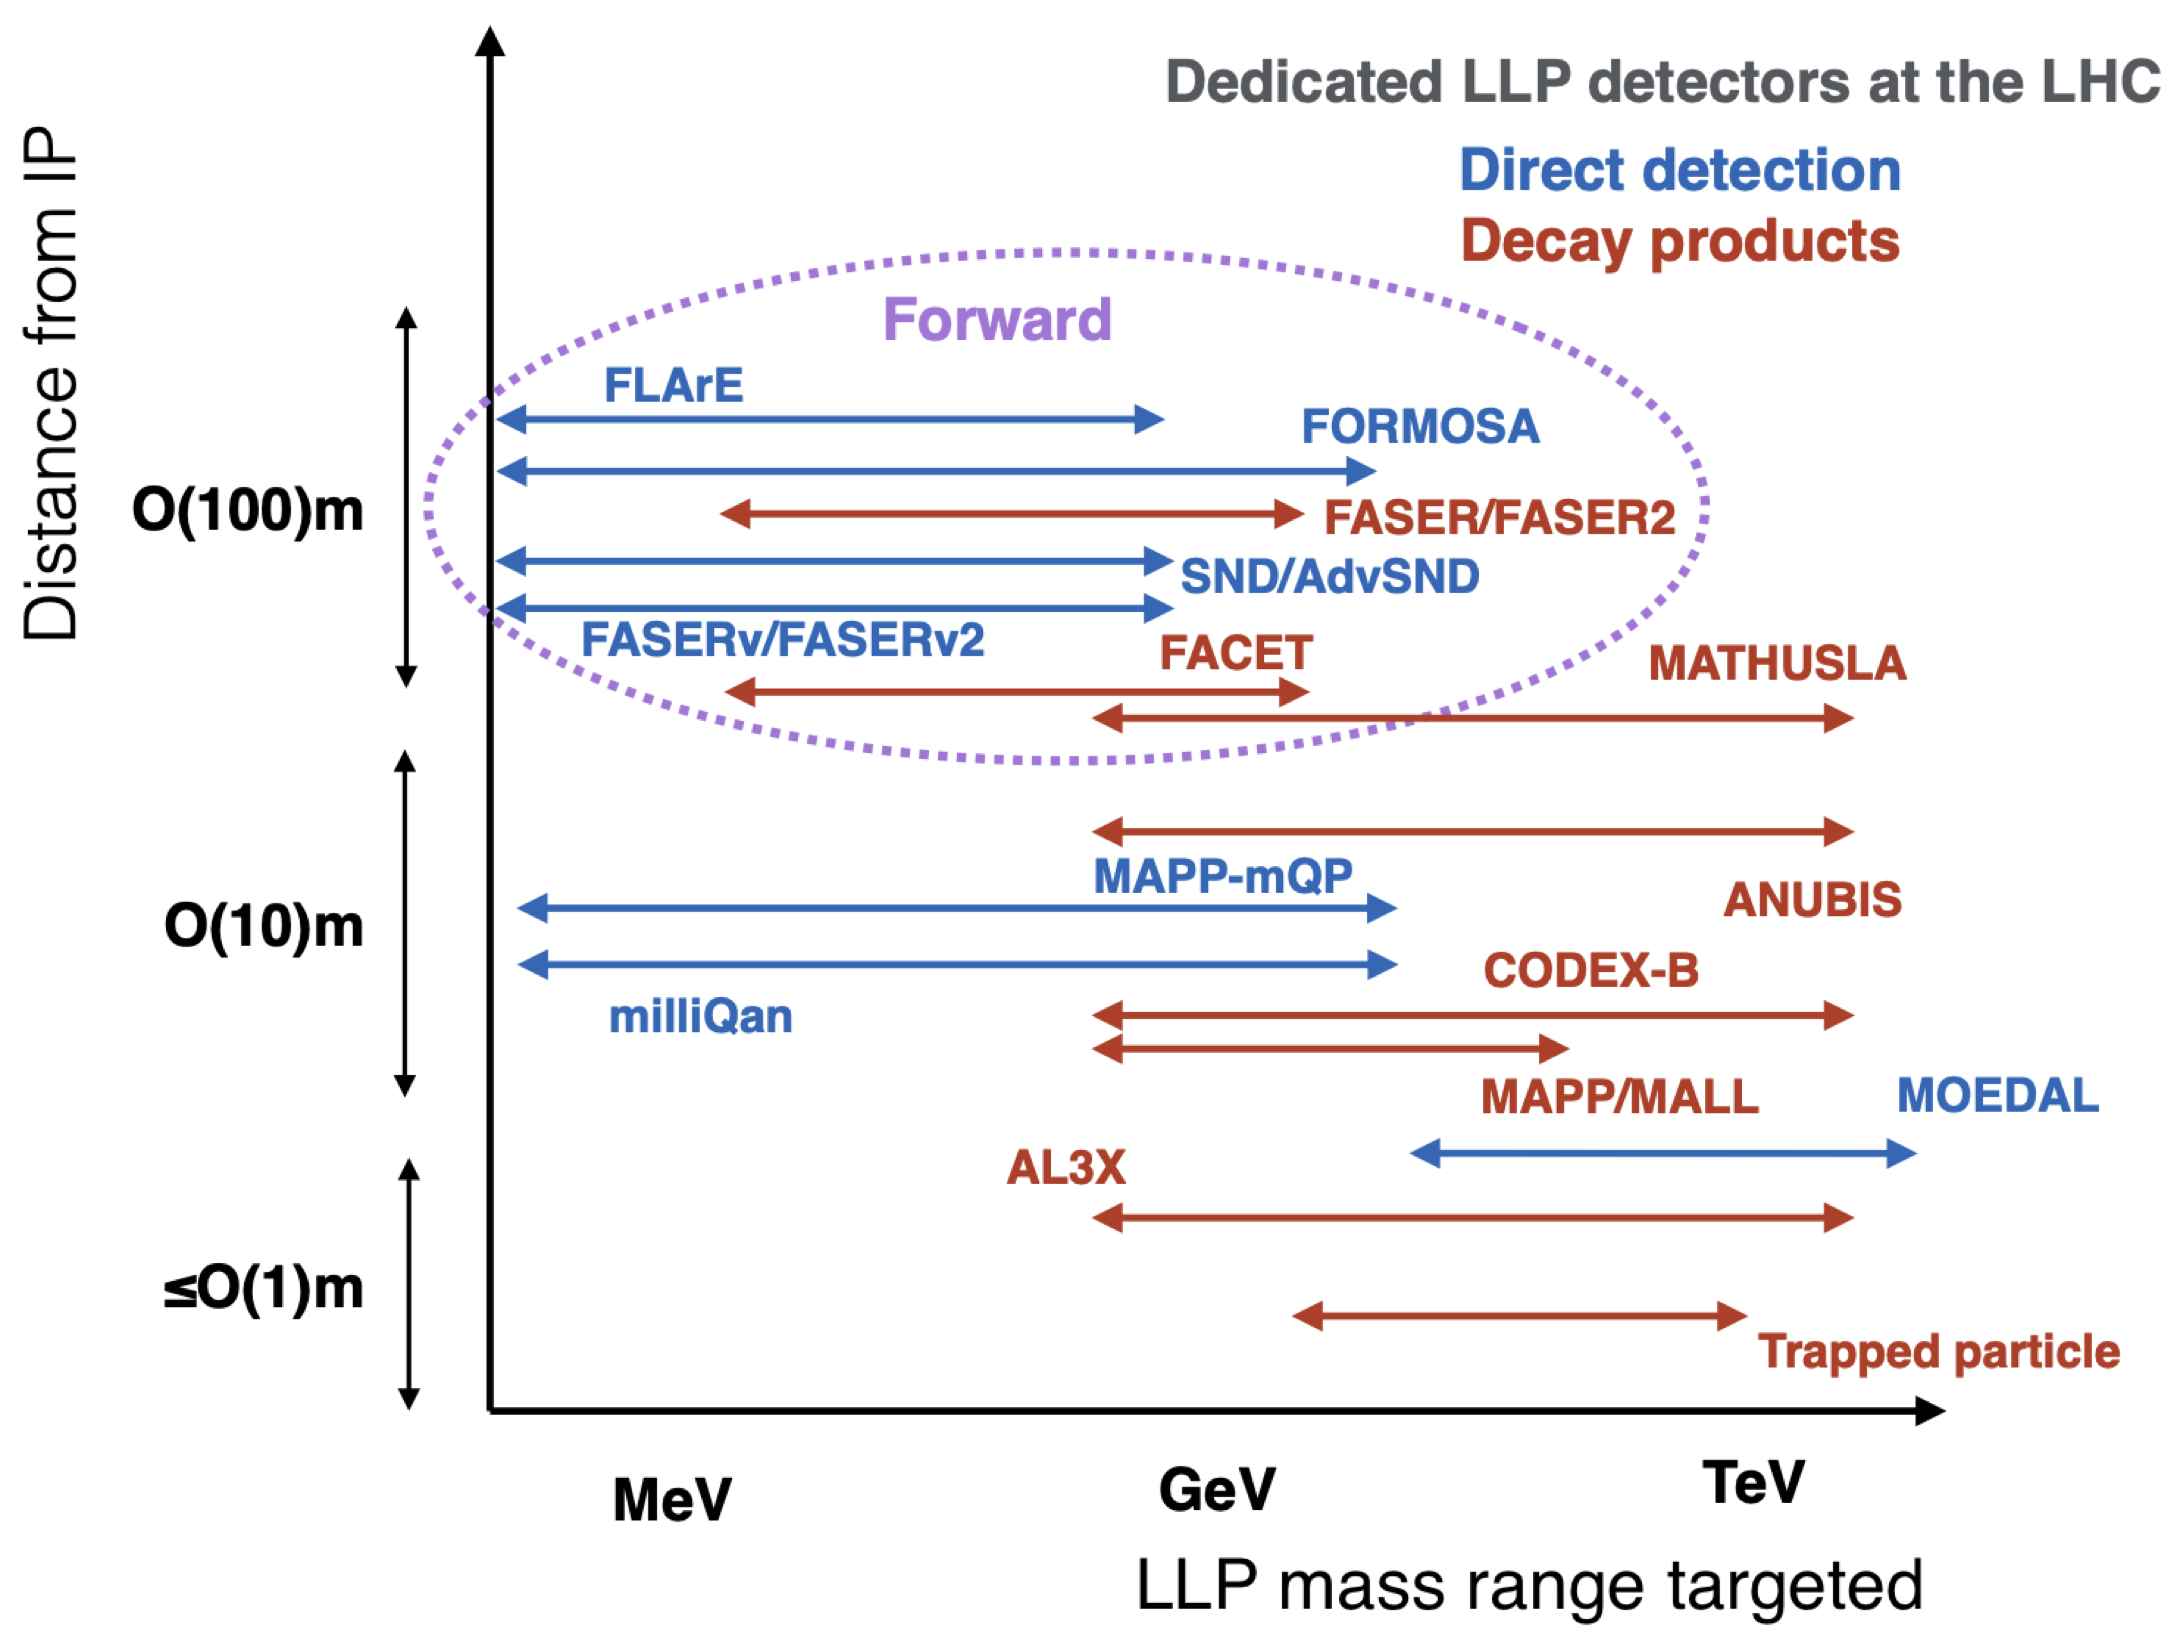 Dedicated LLP detectors at the LHC
Direct detection
Decay products
Distance from IP
Forward
FLArE
FORMOSA
O(100)m
FASER/FASER2
SND/AdvSND
FASERv/FASERv2
FACET
MATHUSLA
MAPP-mQP
ANUBIS
O(10)m
CODEX-B
milliQan
MAPP/MALL
MOEDAL
AL3X
≤O(1)m
Trapped particle
MeV
GeV
TeV
LLP mass range targeted